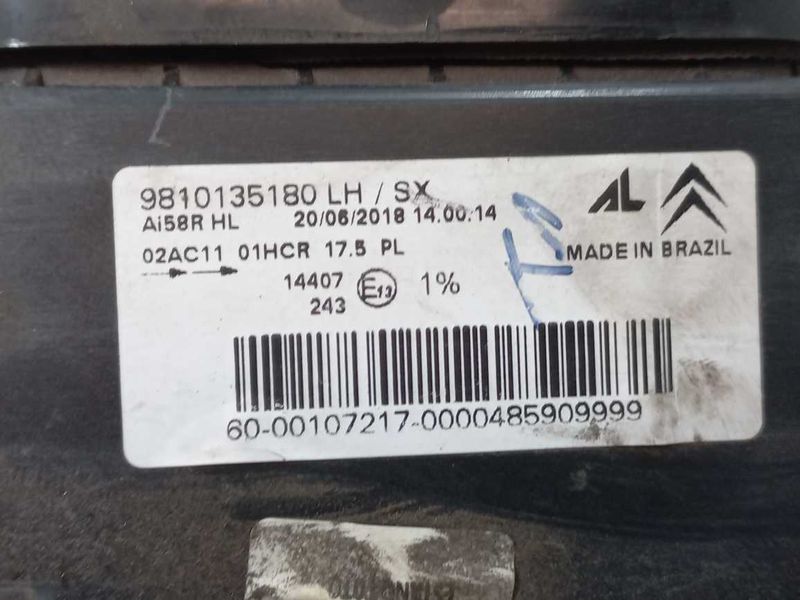 9810135180 LH / SX
Ai58R HL 20/06/2018 14.00.14
02AC11 01HCR 17.5 PL
AL
MADE IN BRAZIL
14407
243 E13 1%
60-00107217-0000485909999